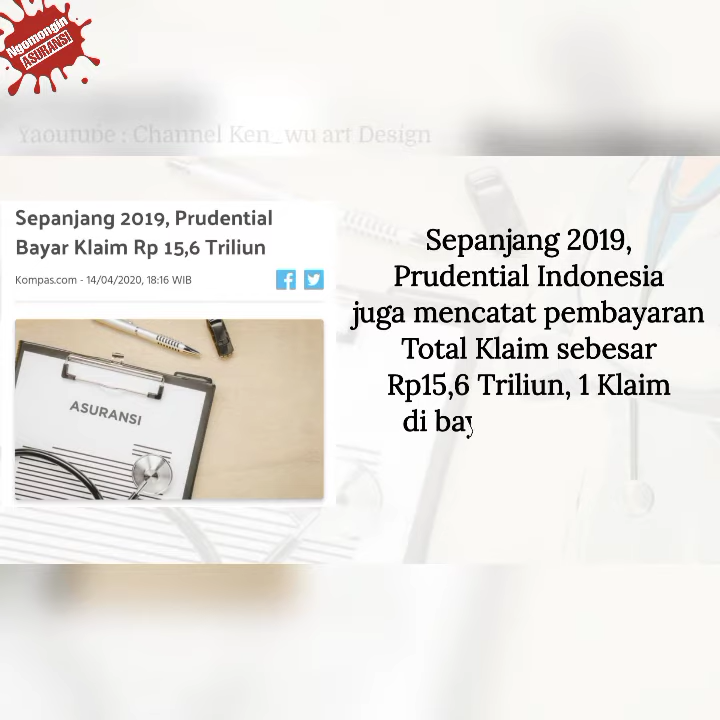 Ngomongin
ASURANSI
Yaoutube : Channel Ken_wu art Design
Sepanjang 2019, Prudential
Bayar Klaim Rp 15,6 Triliun
Kompas.com - 14/04/2020, 18:16 WIB
ASURANSI
Sepanjang 2019,
Prudential Indonesia
juga mencatat pembayaran
Total Klaim sebesar
Rp15,6 Triliun, 1 Klaim
di bay